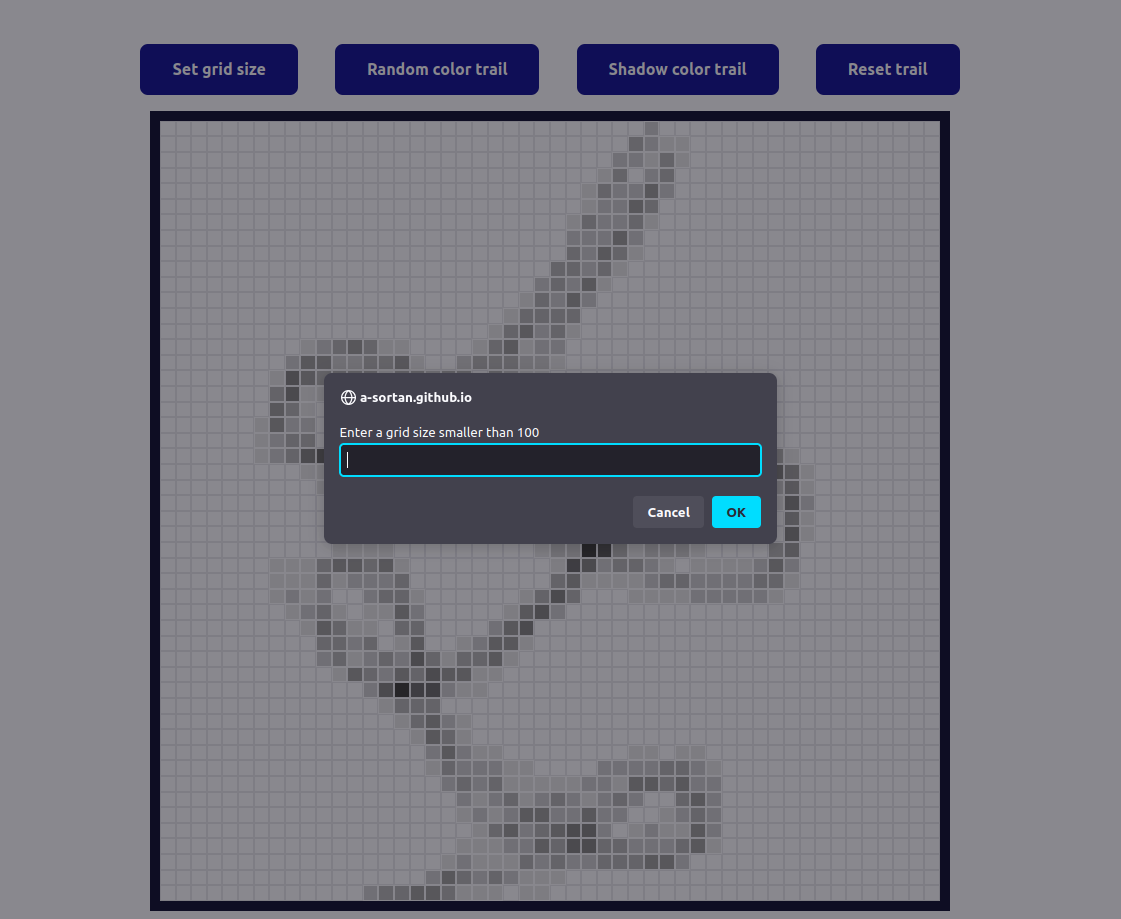 Set grid size
Random color trail
Shadow color trail
Reset trail
a-sortan.github.io
Enter a grid size smaller than 100
Cancel
OK